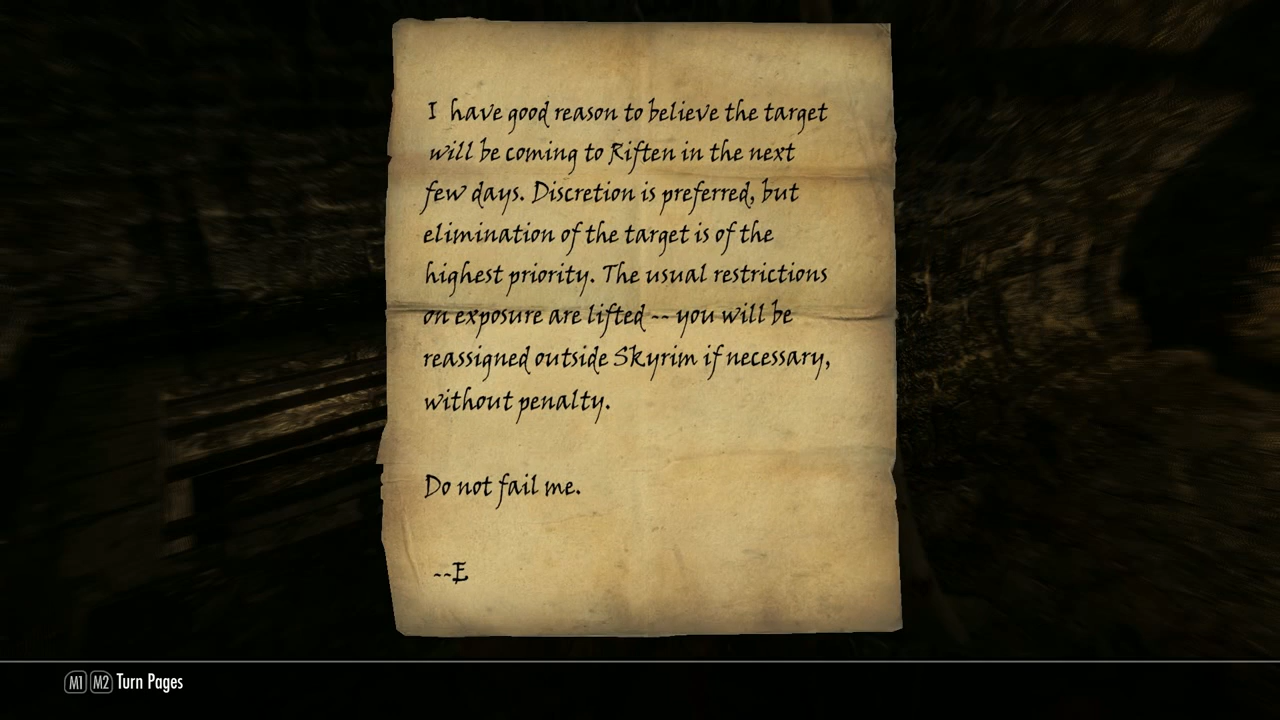 I have good reason to believe the target
will be coming to Riften in the next
few days. Discretion is preferred, but
elimination of the target is of the
highest priority. The usual restrictions
on exposure are lifted -- you will be
reassigned outside Skyrim if necessary,
without penalty.
Do not fail me.
--E
M1 M2 Turn Pages